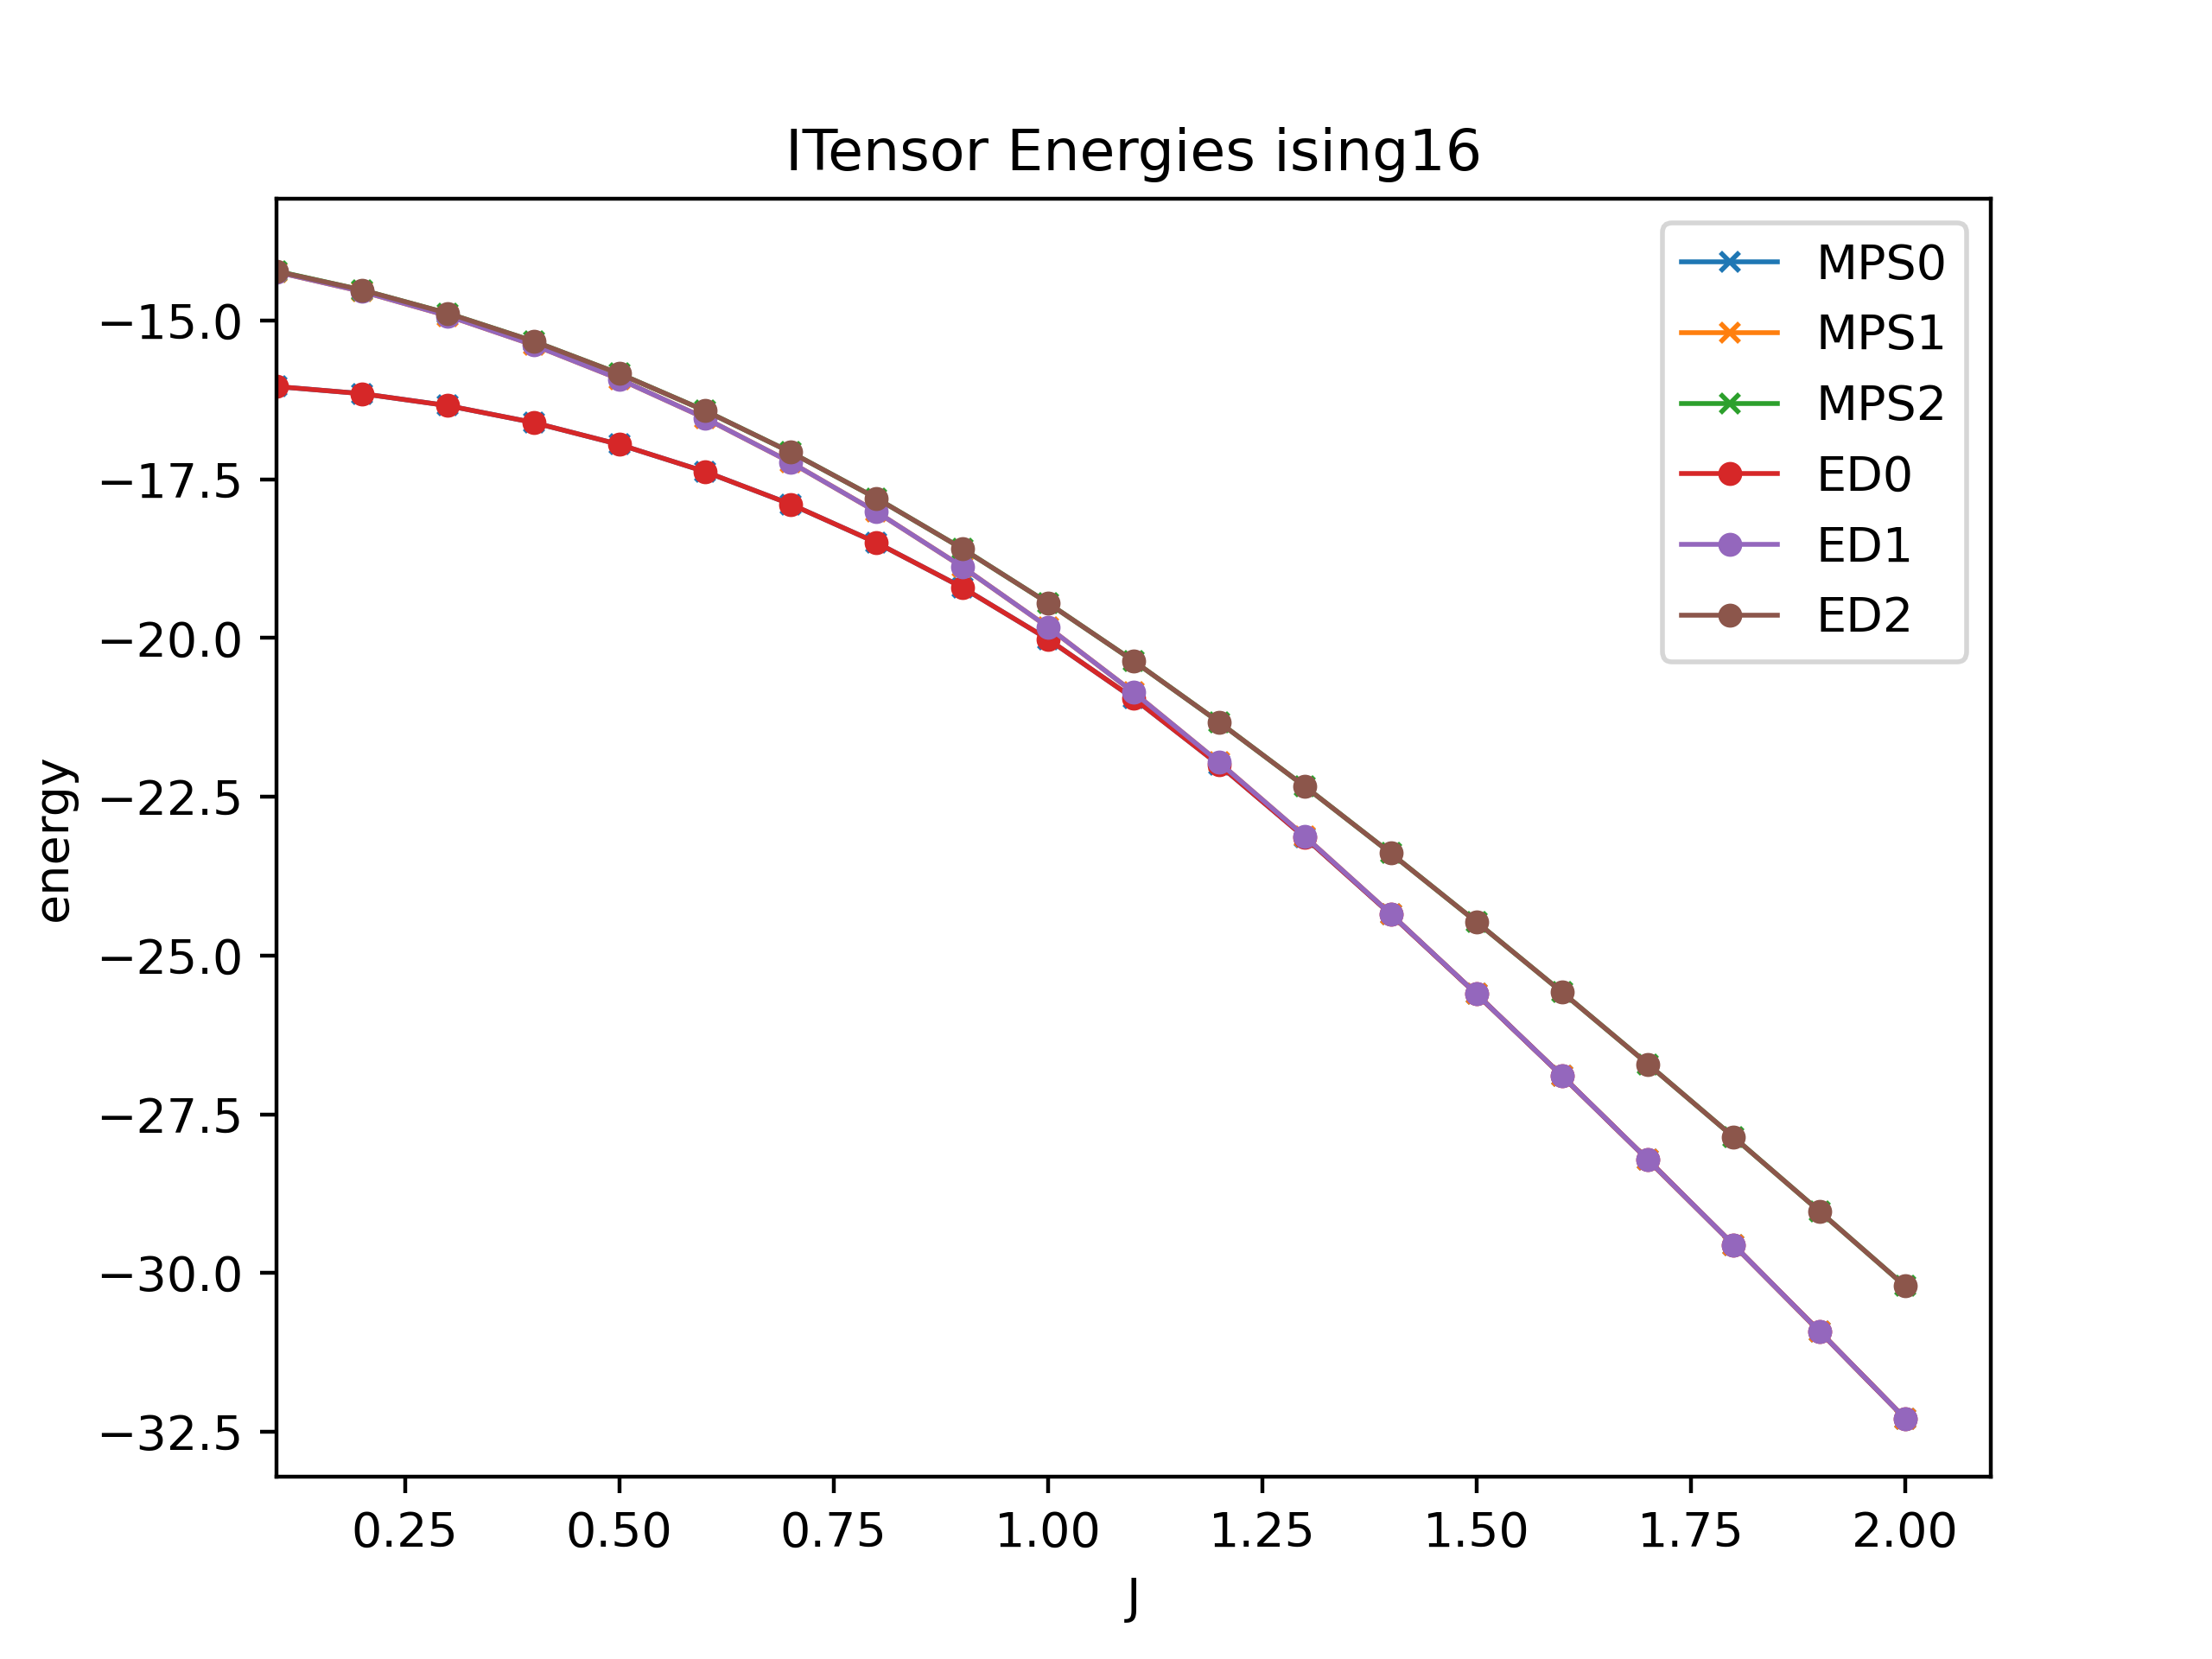 ITensor Energies ising16
MPS0
MPS1
MPS2
ED0
ED1
ED2
energy
−15.0
−17.5
−20.0
−22.5
−25.0
−27.5
−30.0
−32.5
0.25 0.50 0.75 1.00 1.25 1.50 1.75 2.00
J